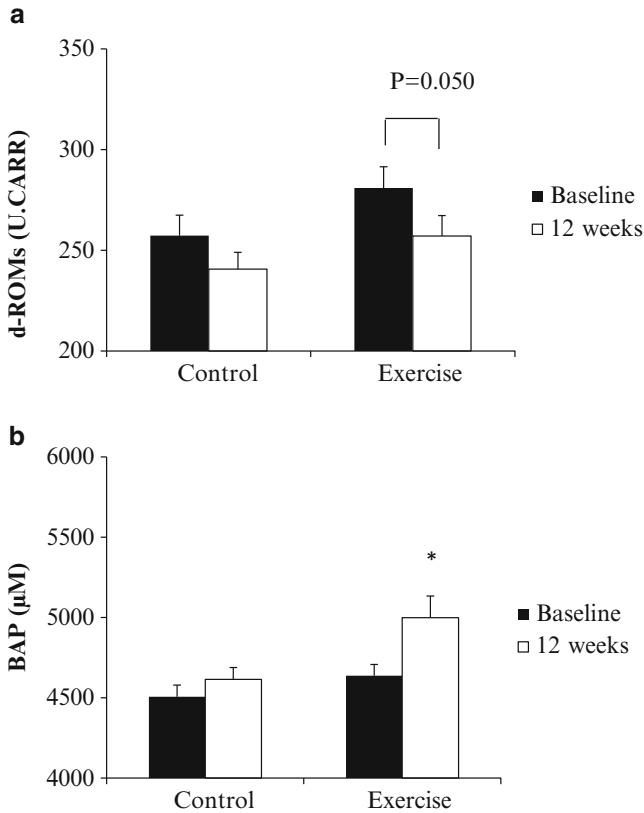 a
350
P=0.050
300
250
200
d-ROMs (U.CARR)
Baseline
12 weeks
Control Exercise
b
6000
5500
*
5000
4500
4000
BAP (µM)
Baseline
12 weeks
Control Exercise